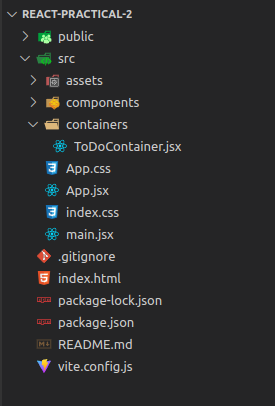 REACT-PRACTICAL-2
public
src
assets
components
containers
ToDoContainer.jsx
App.css
App.jsx
index.css
main.jsx
.gitignore
index.html
package-lock.json
package.json
README.md
vite.config.js